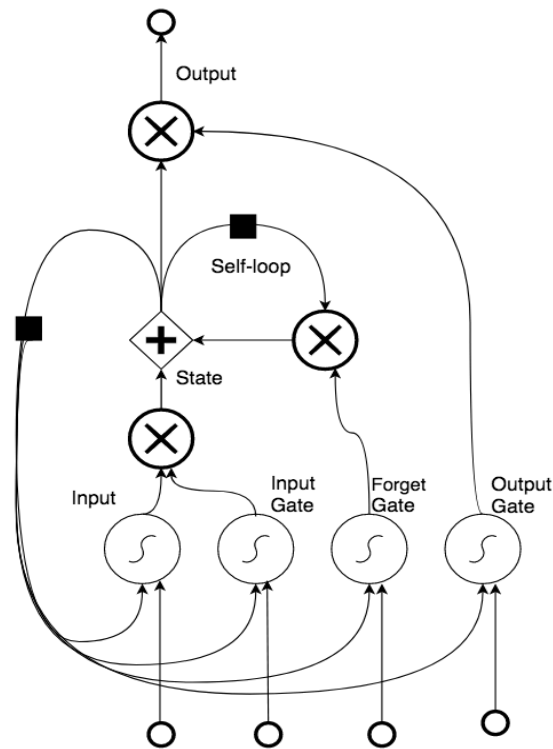 Output
Self-loop
State
Input
Input
Gate
Forget
Gate
Output
Gate